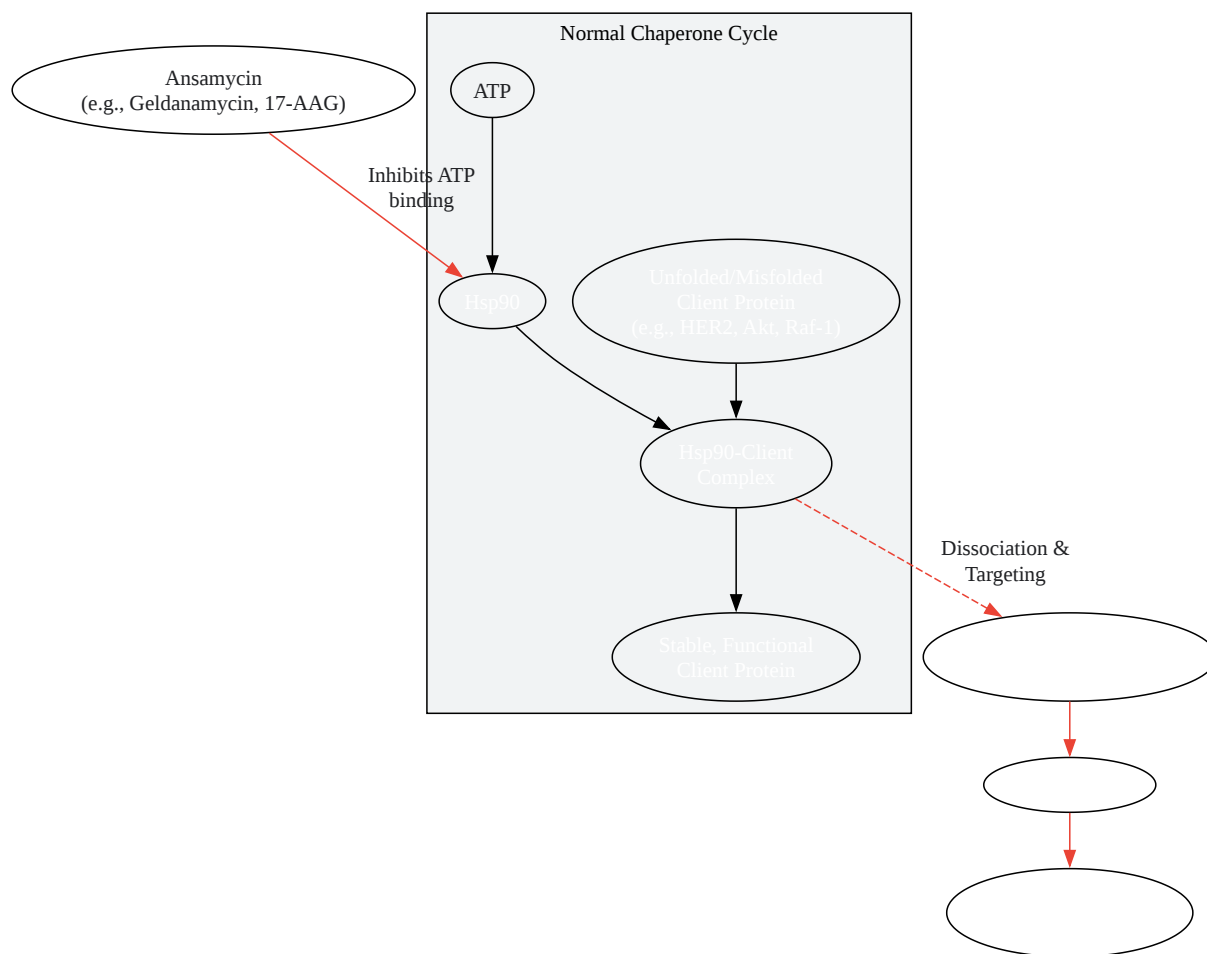 Normal Chaperone Cycle
Ansamycin
(e.g., Geldanamycin, 17-AAG)
ATP
Inhibits ATP
binding
Hsp90
Unfolded/Misfolded
Client Protein
(e.g., HER2, Akt, Raf-1)
Hsp90-Client
Complex
Dissociation &
Targeting
Stable, Functional
Client Protein